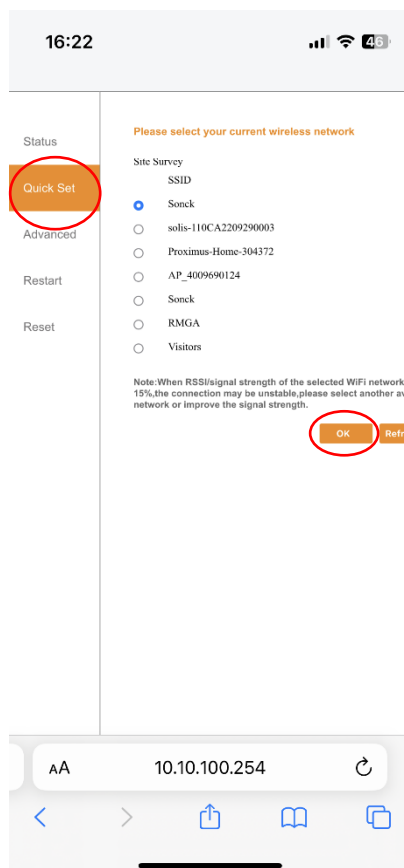 16:22
46
Status
Quick Set
Advanced
Restart
Reset
Please select your current wireless network
Site Survey
SSID
Sonck
solis-110CA2209290003
Proximus-Home-304372
AP_4009690124
Sonck
RMGA
Visitors
Note:When RSSI/signal strength of the selected WiFi network
15%,the connection may be unstable,please select another av
network or improve the signal strength.
OK
Refr
AA
10.10.100.254